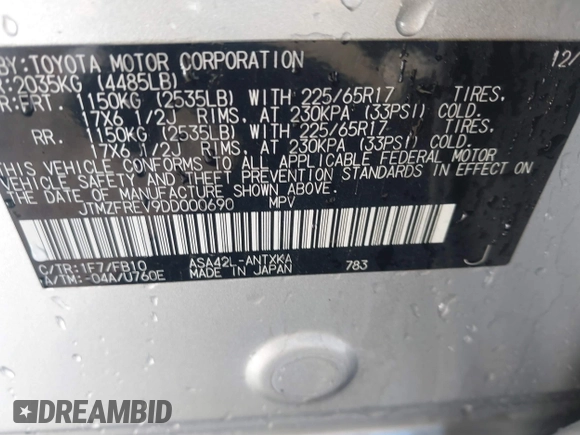 BY: TOYOTA MOTOR CORPORATION 12/
R: 2035KG (4485LB)
R: FRT. 1150KG (2535LB) WITH 225/65R17 TIRES,
17X6 1/2J RIMS, AT 230KPA (33PSI) COLD.
RR. 1150KG (2535LB) WITH 225/65R17 TIRES,
17X6 1/2J RIMS, AT 230KPA (33PSI) COLD.
THIS VEHICLE CONFORMS TO ALL APPLICABLE FEDERAL MOTOR
VEHICLE SAFETY AND THEFT PREVENTION STANDARDS IN EFFECT ON
THE DATE OF MANUFACTURE SHOWN ABOVE.
JTMZFREV9DD000690 MPV
C/TR: 1F7/FB10 ASA42L-ANTXKA 783 J
A/TM: -04A/U760E MADE IN JAPAN
DREAMBID